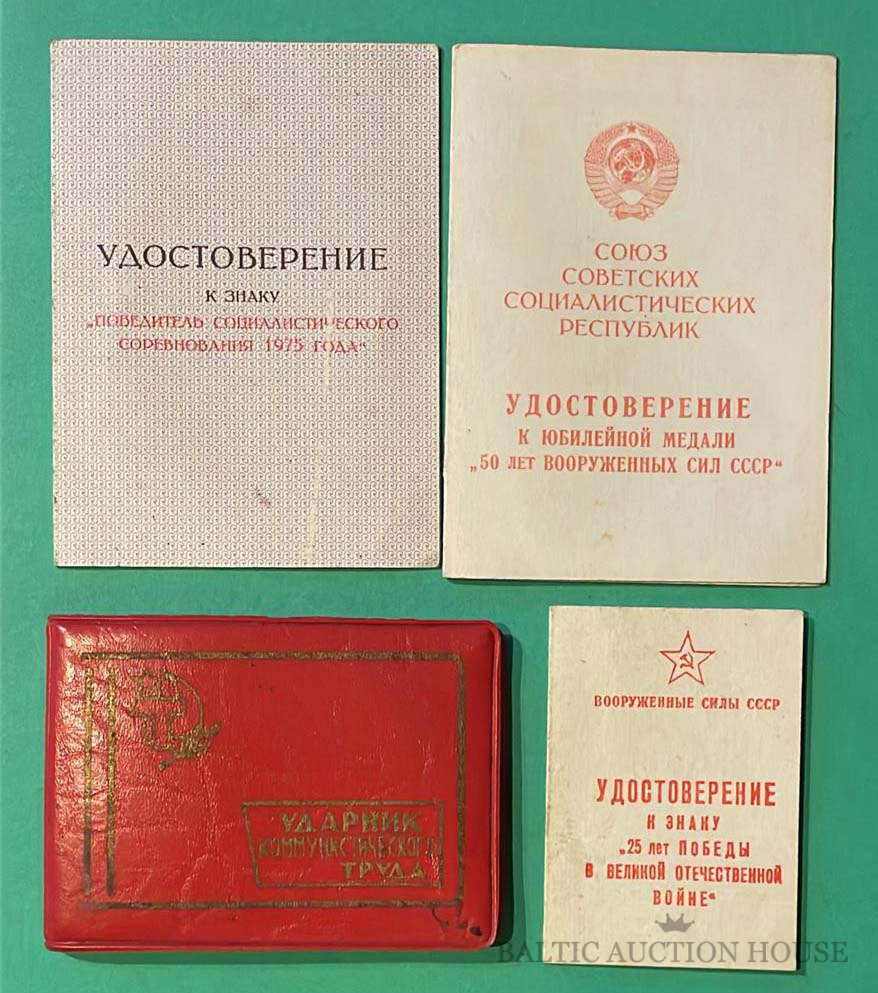 УДОСТОВЕРЕНИЕ
К ЗНАКУ
„ПОБЕДИТЕЛЬ СОЦИАЛИСТИЧЕСКОГО
СОРЕВНОВАНИЯ 1975 ГОДА“
СОЮЗ
СОВЕТСКИХ
СОЦИАЛИСТИЧЕСКИХ
РЕСПУБЛИК
УДОСТОВЕРЕНИЕ
К ЮБИЛЕЙНОЙ МЕДАЛИ
„50 ЛЕТ ВООРУЖЕННЫХ СИЛ СССР“
УДАРНИК
КОММУНИСТИЧЕСКОГО
ТРУДА
ВООРУЖЕННЫЕ СИЛЫ СССР
УДОСТОВЕРЕНИЕ
К ЗНАКУ
„25 лет ПОБЕДЫ
В ВЕЛИКОЙ ОТЕЧЕСТВЕННОЙ
ВОЙНЕ“
BALTIC AUCTION HOUSE